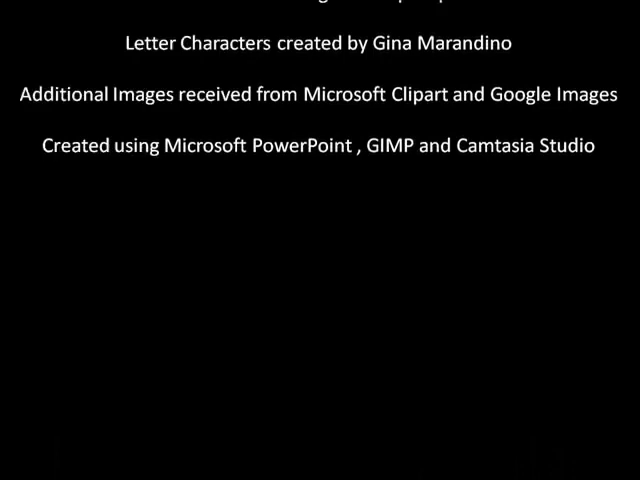 Letter Characters created by Gina Marandino
Additional Images received from Microsoft Clipart and Google Images
Created using Microsoft PowerPoint , GIMP and Camtasia Studio